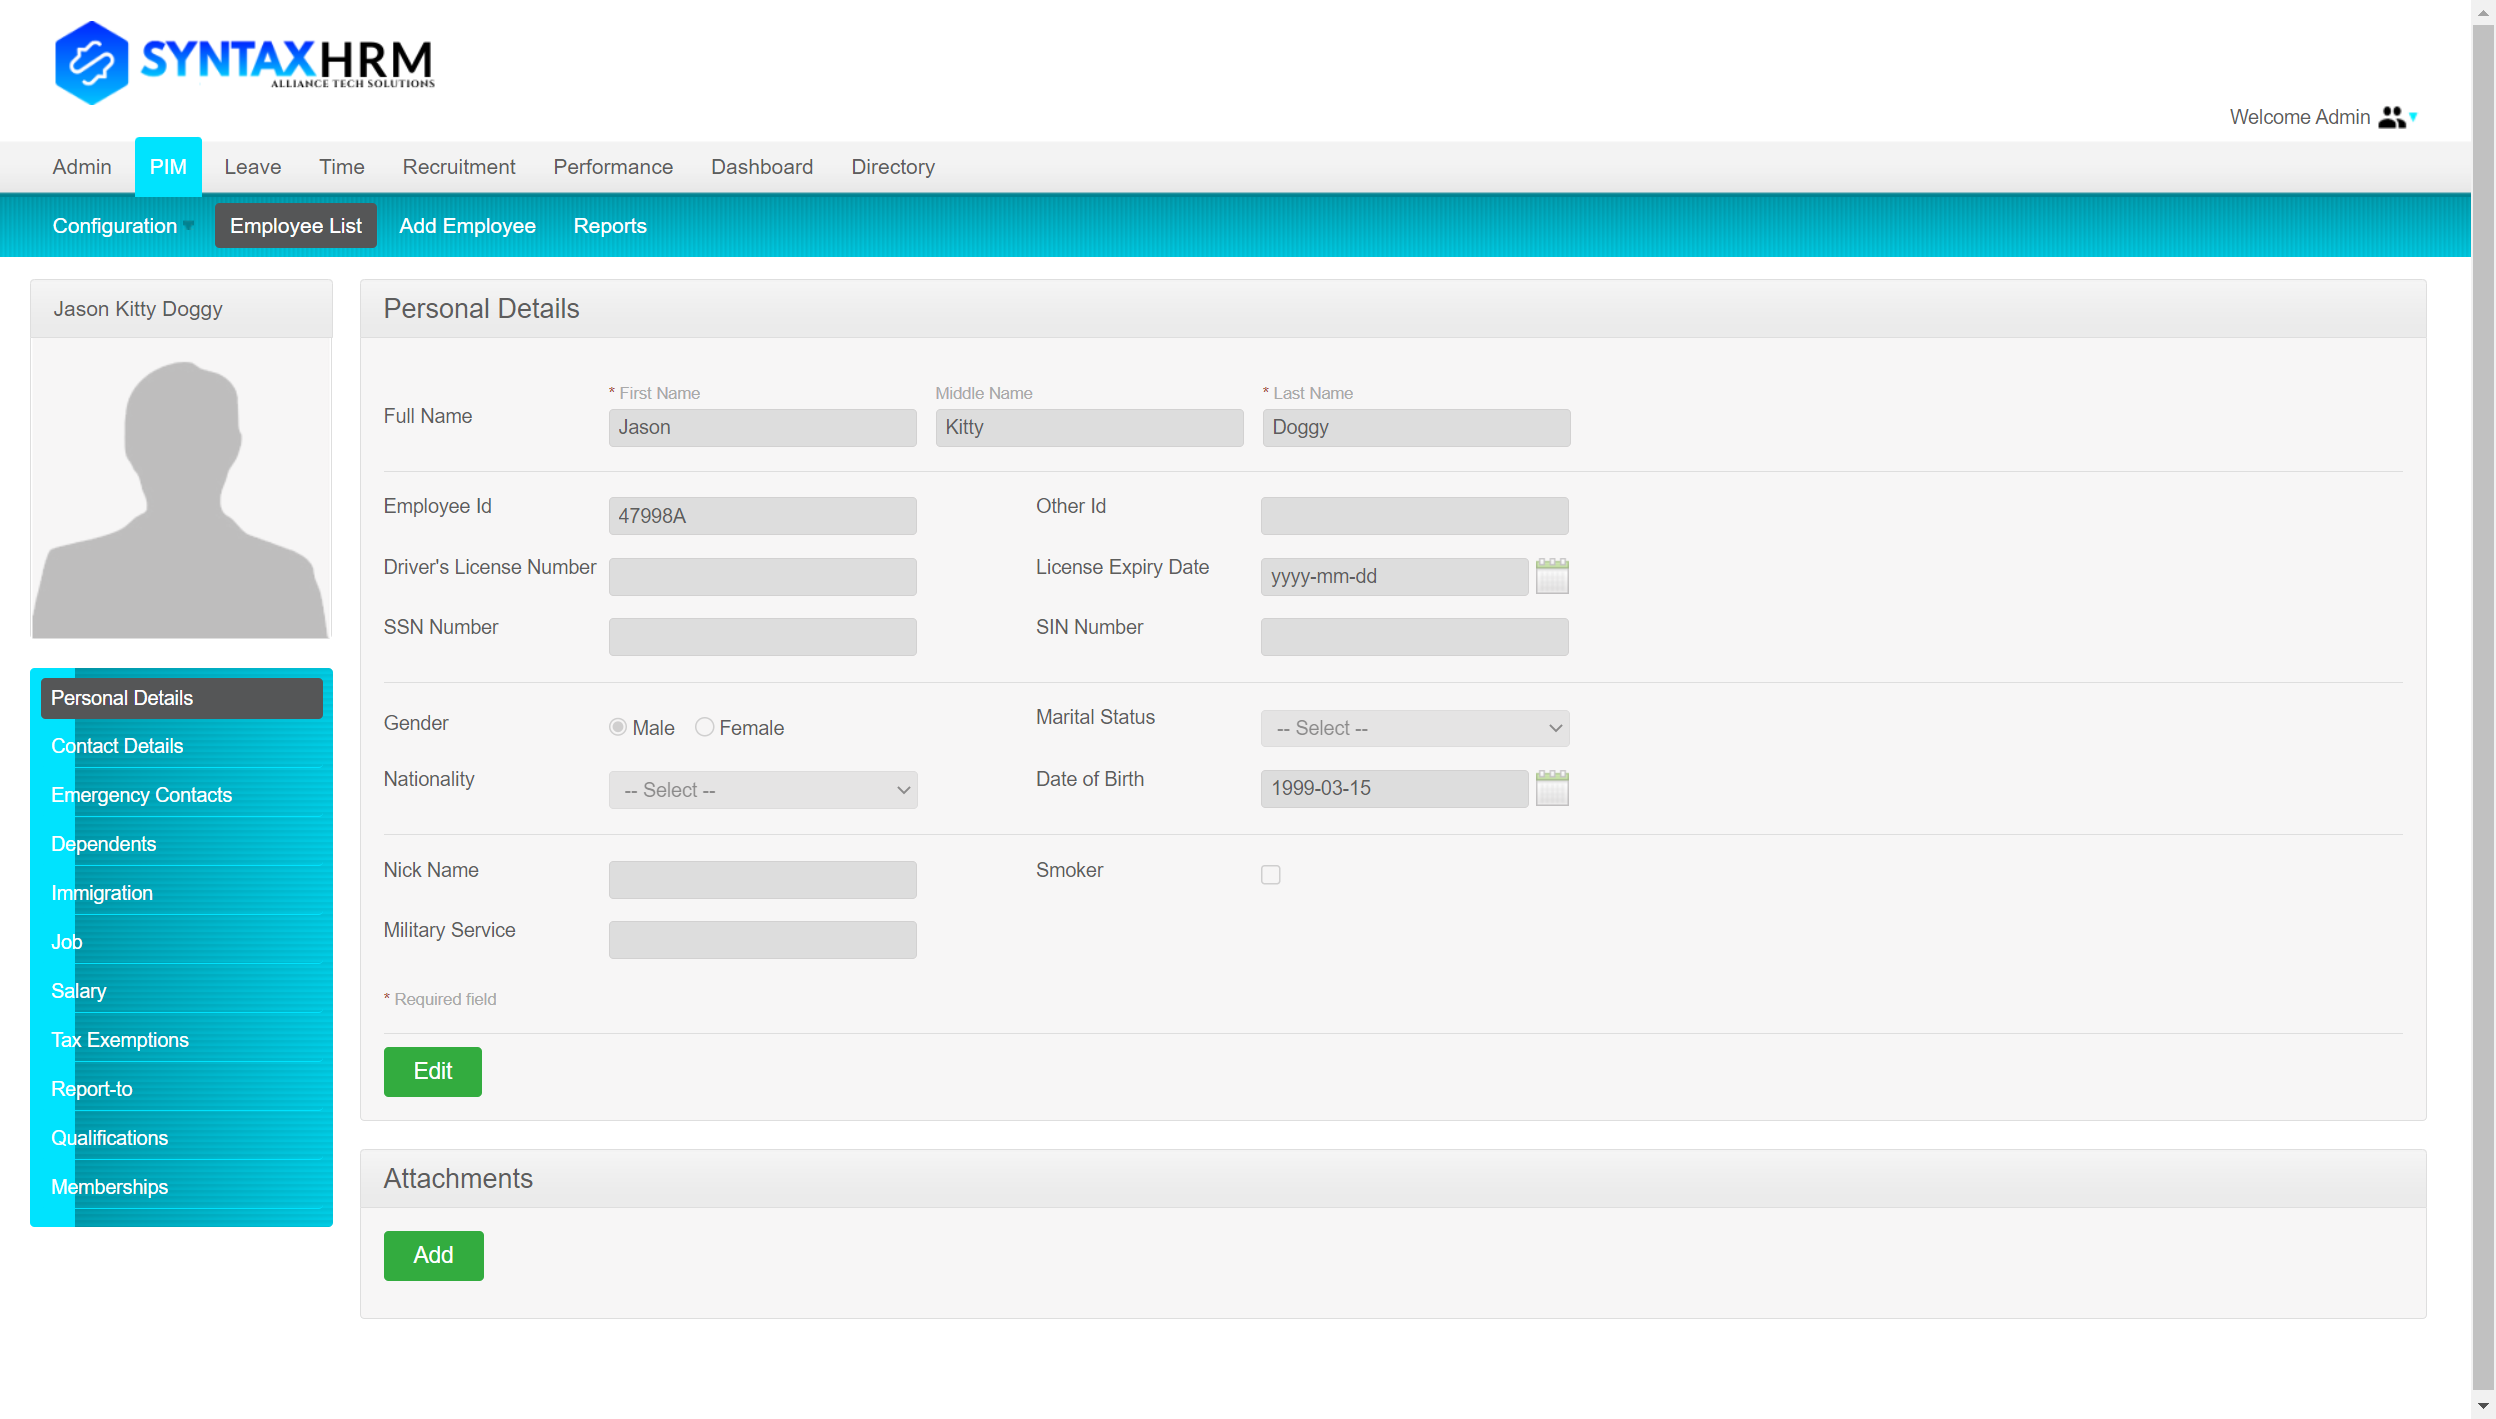 SYNTAXHRM
ALLIANCE TECH SOLUTIONS
Welcome Admin
Admin PIM Leave Time Recruitment Performance Dashboard Directory
Configuration Employee List Add Employee Reports
Jason Kitty Doggy
Personal Details
Contact Details
Emergency Contacts
Dependents
Immigration
Job
Salary
Tax Exemptions
Report-to
Qualifications
Memberships
Personal Details
* First Name Middle Name * Last Name
Full Name Jason Kitty Doggy
Employee Id 47998A Other Id
Driver's License Number License Expiry Date yyyy-mm-dd
SSN Number SIN Number
Gender Male Female Marital Status -- Select --
Nationality -- Select -- Date of Birth 1999-03-15
Nick Name Smoker
Military Service
* Required field
Edit
Attachments
Add